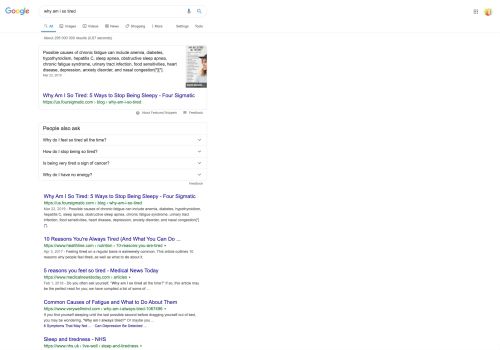 Google
why am i so tired
All Images Videos News Shopping More Settings Tools
About 295 000 000 results (0,67 seconds)
Possible causes of chronic fatigue can include anemia, diabetes,
hypothyroidism, hepatitis C, sleep apnea, obstructive sleep apnea,
chronic fatigue syndrome, urinary tract infection, food sensitivities, heart
disease, depression, anxiety disorder, and nasal congestion[*][*].
Mar 22, 2019
Why Am I So Tired: 5 Ways to Stop Being Sleepy - Four Sigmatic
https://us.foursigmatic.com › blog › why-am-i-so-tired
About Featured Snippets Feedback
People also ask
Why do I feel so tired all the time?
How do I stop being so tired?
Is being very tired a sign of cancer?
Why do I have no energy?
Feedback
Why Am I So Tired: 5 Ways to Stop Being Sleepy - Four Sigmatic
https://us.foursigmatic.com › blog › why-am-i-so-tired
Mar 22, 2019 - Possible causes of chronic fatigue can include anemia, diabetes, hypothyroidism,
hepatitis C, sleep apnea, obstructive sleep apnea, chronic fatigue syndrome, urinary tract
infection, food sensitivities, heart disease, depression, anxiety disorder, and nasal congestion[*]
[*].
10 Reasons You're Always Tired (And What You Can Do ...
https://www.healthline.com › nutrition › 10-reasons-you-are-tired
Apr 3, 2017 - Feeling tired on a regular basis is extremely common. This article outlines 10
reasons why people feel tired, as well as what to do about it.
5 reasons you feel so tired - Medical News Today
https://www.medicalnewstoday.com › articles
Feb 1, 2018 - Do you often ask yourself, "Why am I so tired all the time?" If so, this article may
be the perfect read for you; we have compiled a list of some of ...
Common Causes of Fatigue and What to Do About Them
https://www.verywellmind.com › why-am-i-always-tired-1067496
If you find yourself sleeping until the last possible second before dragging yourself out of bed,
you may be wondering, "Why am I always tired?" Or maybe you ...
6 Symptoms That May Not ... Can Depression Be Detected ...
Sleep and tiredness - NHS
https://www.nhs.uk › live-well › sleep-and-tiredness